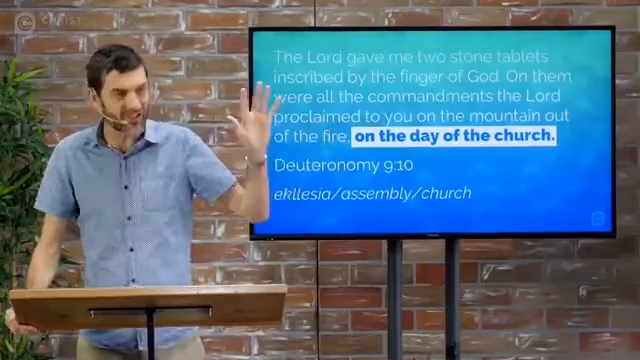 CHRIST
The Lord gave me two stone tablets
inscribed by the finger of God. On them
were all the commandments the Lord
proclaimed to you on the mountain out
of the fire, on the day of the church.
Deuteronomy 9:10
ekllesia/assembly/church